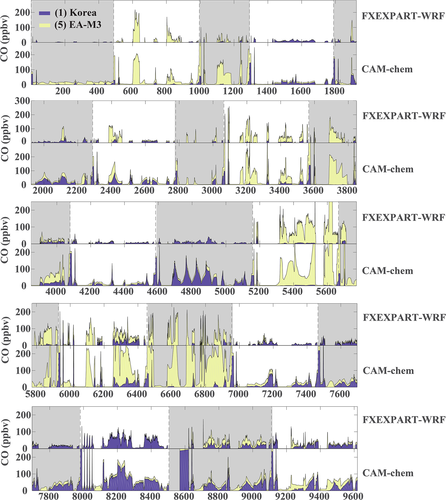 (1) Korea
(5) EA-M3
FXEXPART-WRF
CAM-chem
CO (ppbv)
200
100
0
200
100
0
200 400 600 800 1000 1200 1400 1600 1800
FXEXPART-WRF
CAM-chem
CO (ppbv)
300
200
100
0
200
100
0
2000 2200 2400 2600 2800 3000 3200 3400 3600 3800
FXEXPART-WRF
CAM-chem
CO (ppbv)
200
100
0
200
100
0
4000 4200 4400 4600 4800 5000 5200 5400 5600
FXEXPART-WRF
CAM-chem
CO (ppbv)
200
100
0
200
100
0
5800 6000 6200 6400 6600 6800 7000 7200 7400 7600
FXEXPART-WRF
CAM-chem
CO (ppbv)
200
100
0
200
100
0
7800 8000 8200 8400 8600 8800 9000 9200 9400 9600